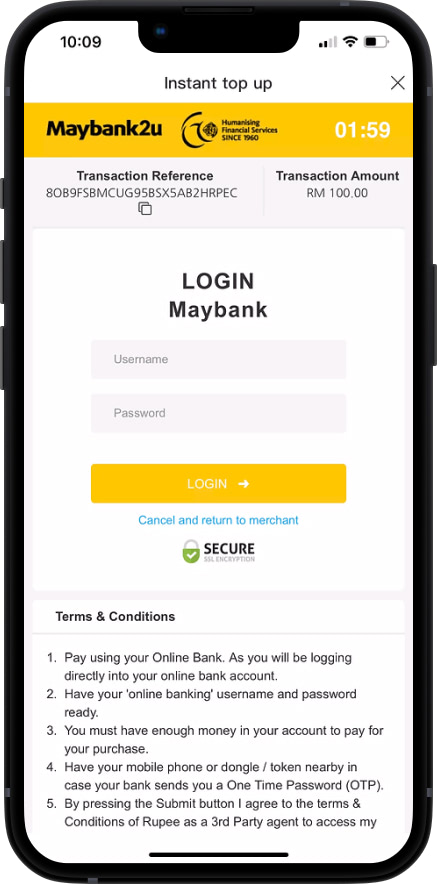 10:09
Instant top up
Maybank2u
Humanising
Financial Services
SINCE 1960
01:59
Transaction Reference
8OB9FSBMCUG95BSX5AB2HRPEC
Transaction Amount
RM 100.00
LOGIN
Maybank
Username
Password
LOGIN ➔
Cancel and return to merchant
SECURE
SSL ENCRYPTION
Terms & Conditions
1. Pay using your Online Bank. As you will be logging
directly into your online bank account.
2. Have your 'online banking' username and password
ready.
3. You must have enough money in your account to pay for
your purchase.
4. Have your mobile phone or dongle / token nearby in
case your bank sends you a One Time Password (OTP).
5. By pressing the Submit button I agree to the terms &
Conditions of Rupee as a 3rd Party agent to access my